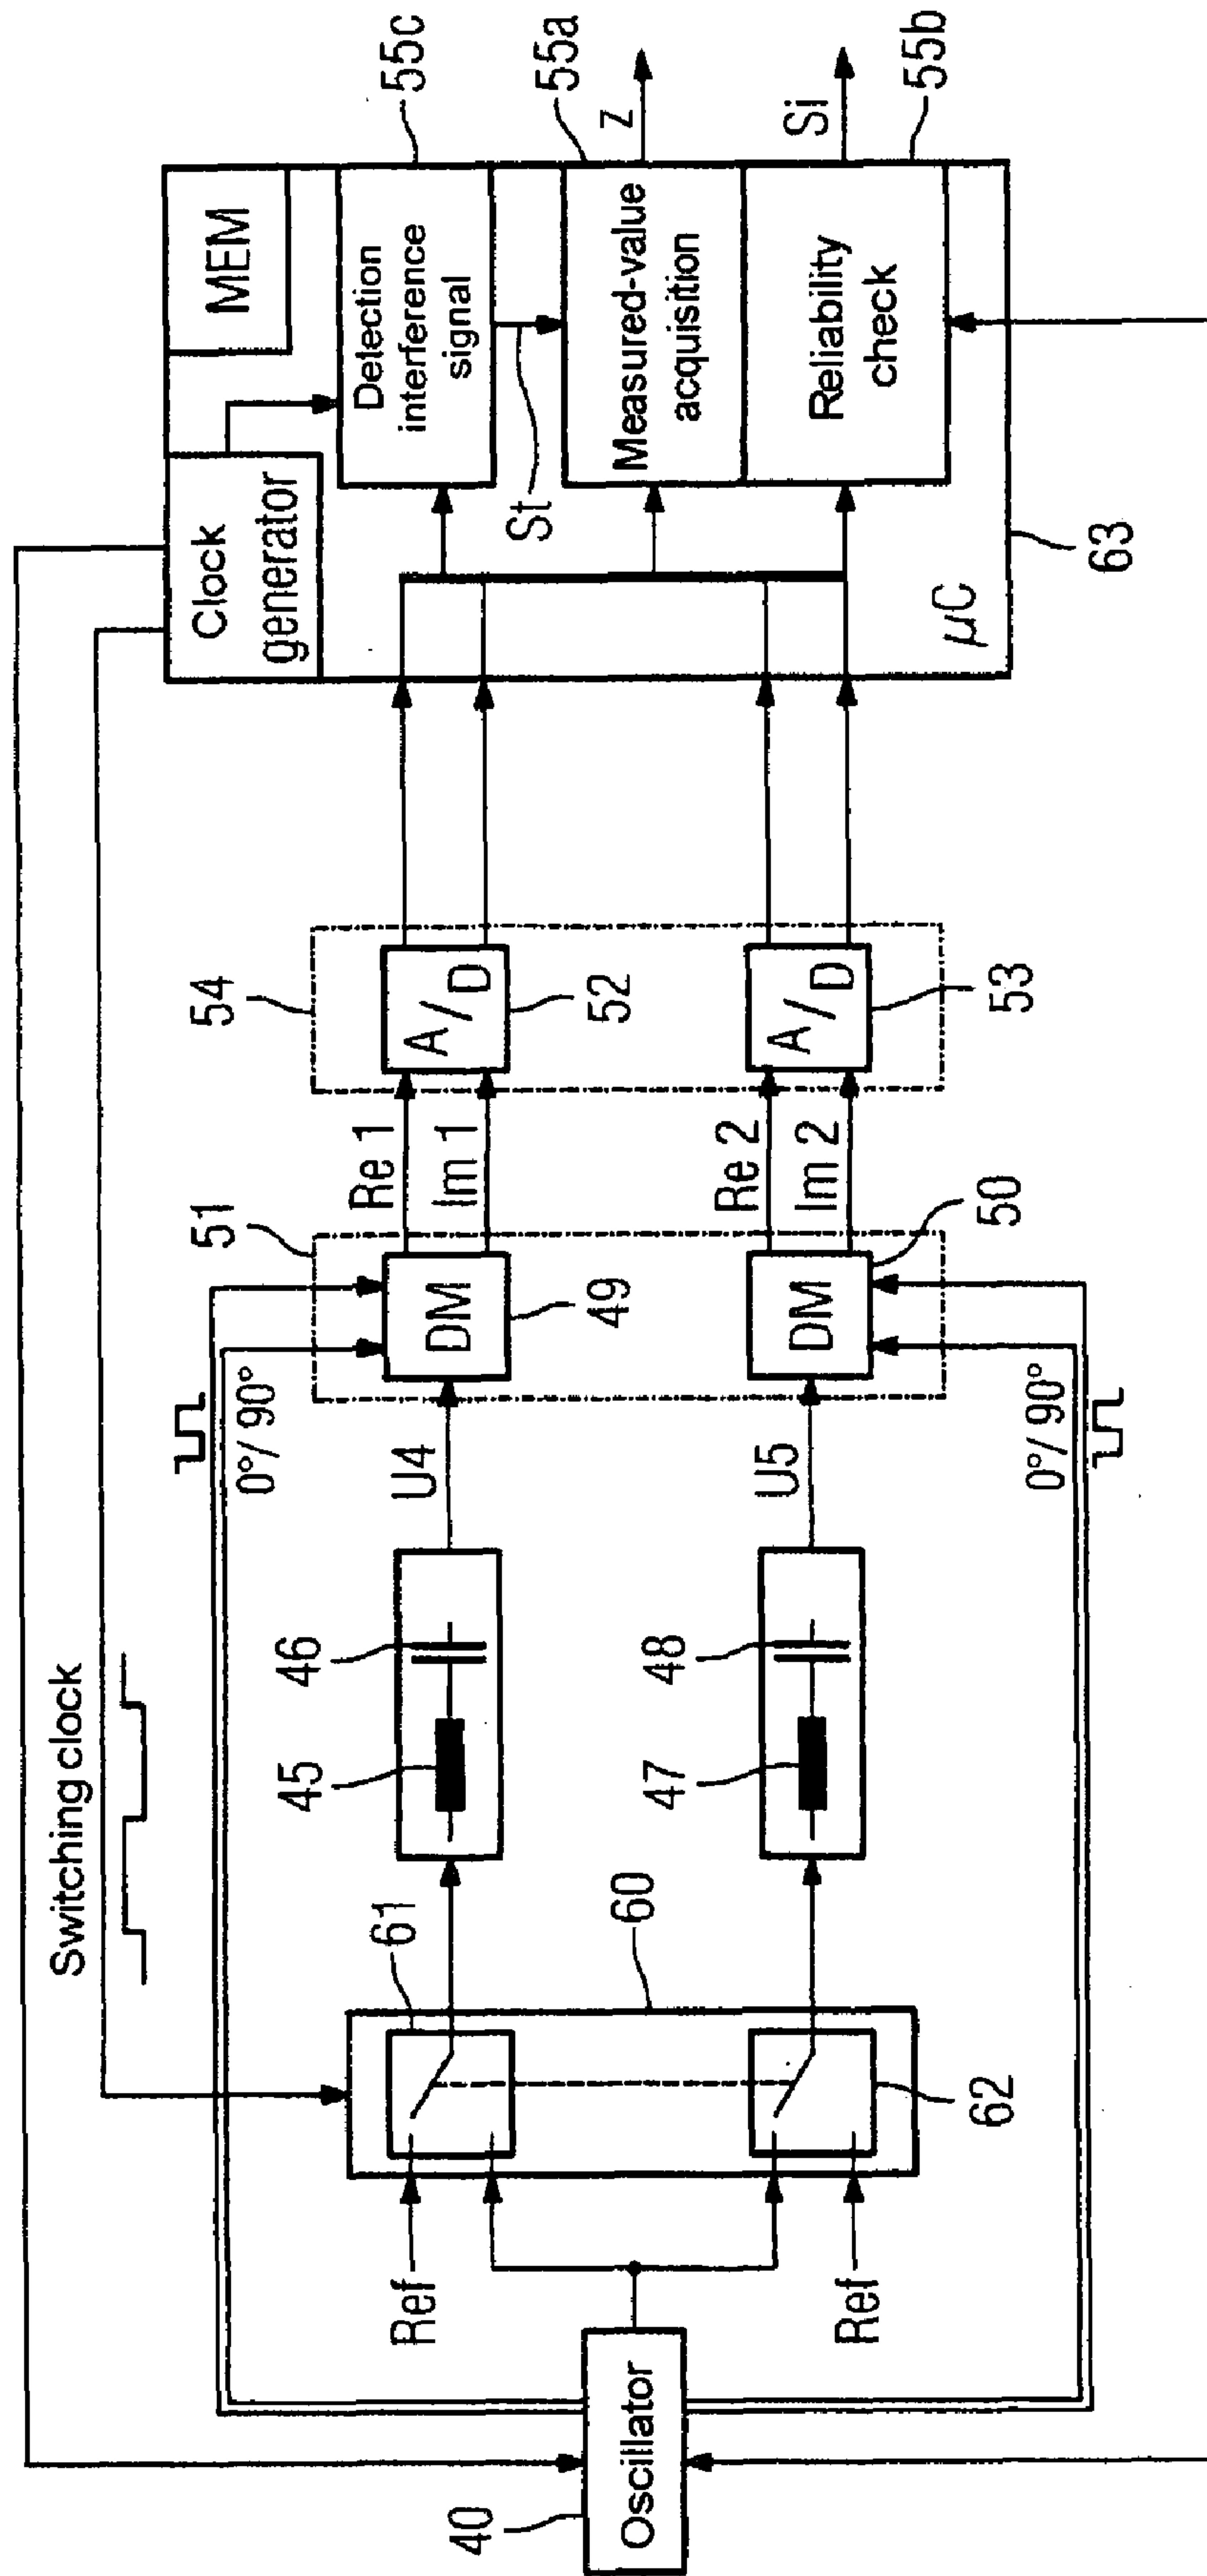 Switching clock
Clock
generator
MEM
Detection
interference
signal
55c
St
Measured-value
acquisition
55a
z
Reliability
check
55b
Si
µC
63
54
A/D
52
A/D
53
51
Re 1
Im 1
Re 2
Im 2
DM
49
DM
50
0°/ 90°
0°/ 90°
U4
U5
45
46
47
48
61
60
62
Ref
Ref
Oscillator
40